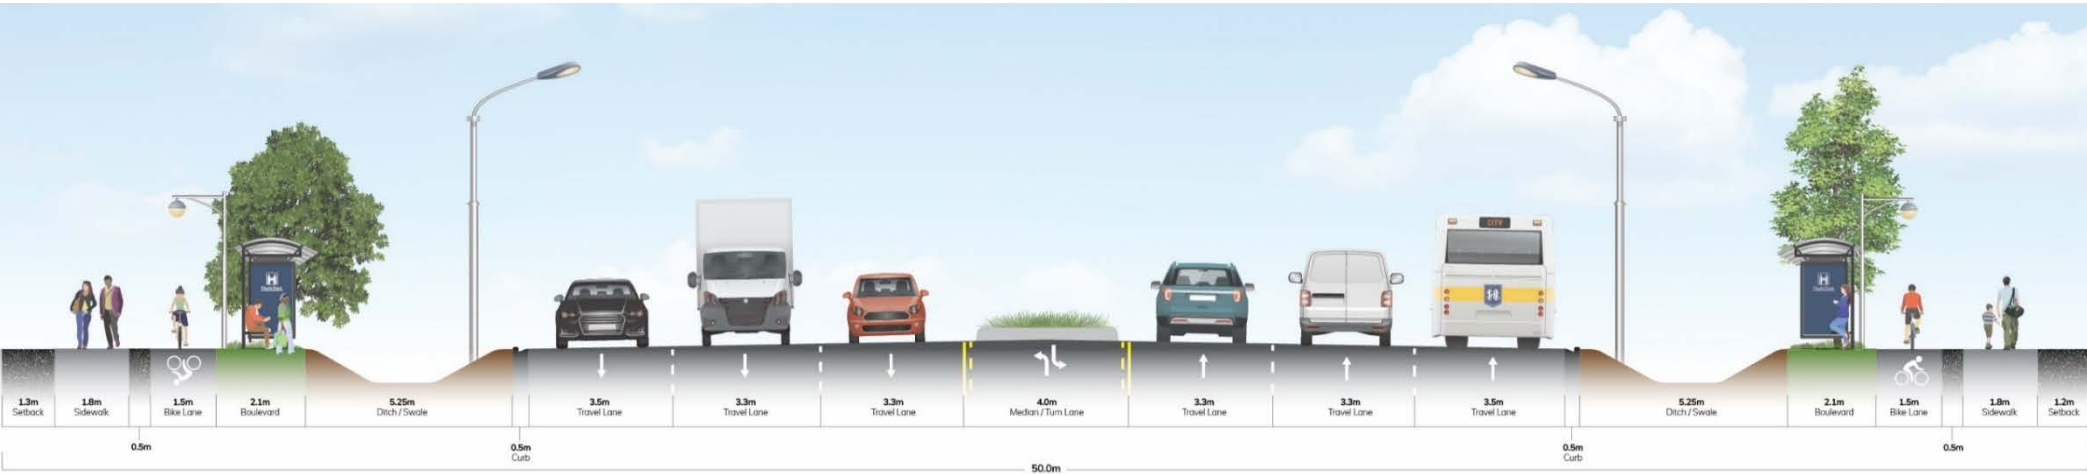 CITY
H
Hamilton
H
Hamilton
1.3m
Setback
1.8m
Sidewalk
1.5m
Bike Lane
2.1m
Boulevard
5.25m
Ditch / Swale
3.5m
Travel Lane
3.3m
Travel Lane
3.3m
Travel Lane
4.0m
Median / Turn Lane
3.3m
Travel Lane
3.3m
Travel Lane
3.5m
Travel Lane
5.25m
Ditch / Swale
2.1m
Boulevard
1.5m
Bike Lane
1.8m
Sidewalk
1.2m
Setback
0.5m
0.5m
Curb
0.5m
Curb
0.5m
50.0m